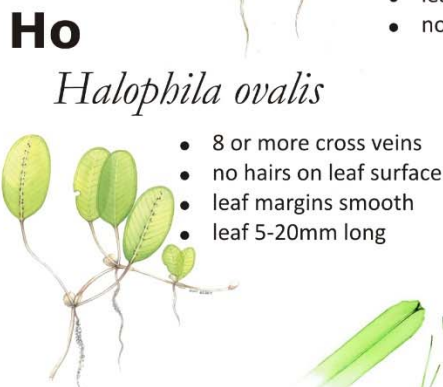 • no
Ho
Halophila ovalis
• 8 or more cross veins
• no hairs on leaf surface
• leaf margins smooth
• leaf 5-20mm long